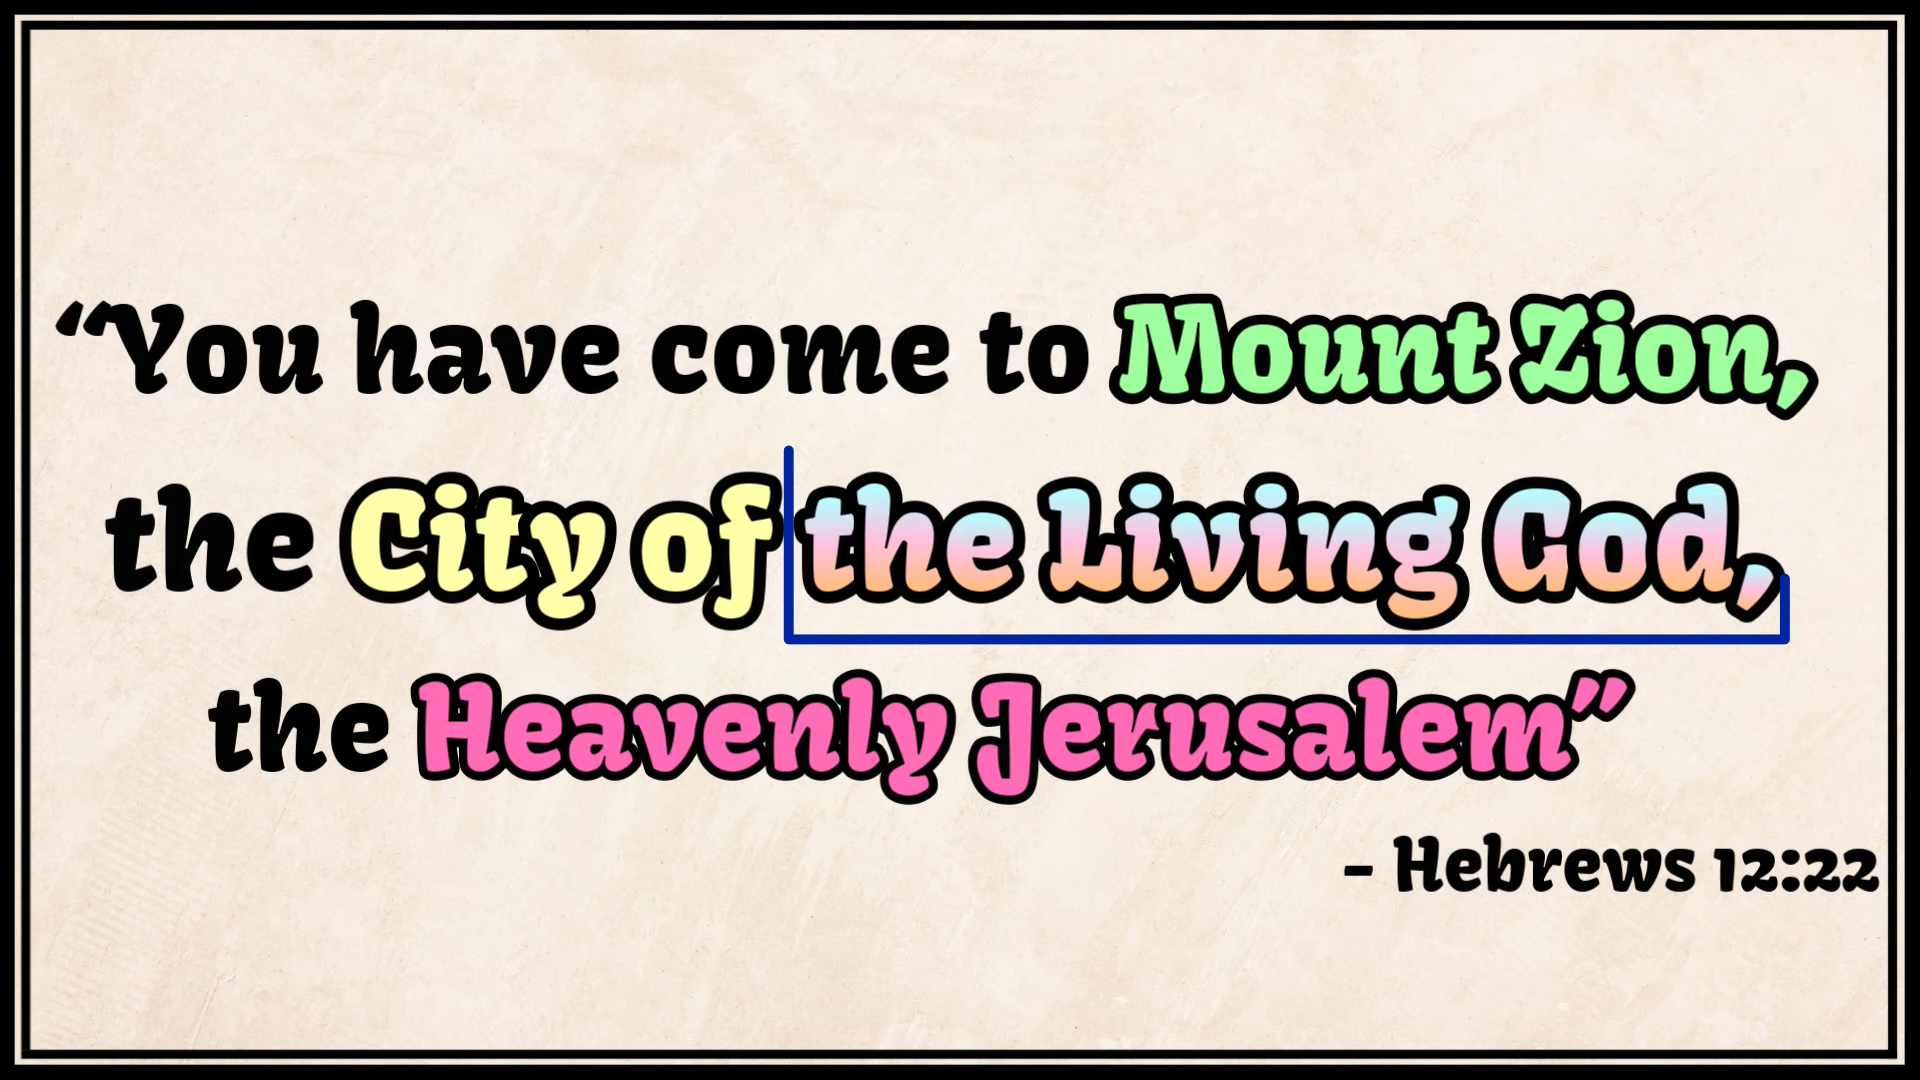 “You have come to Mount Zion,
the City of the Living God,
the Heavenly Jerusalem”
- Hebrews 12:22